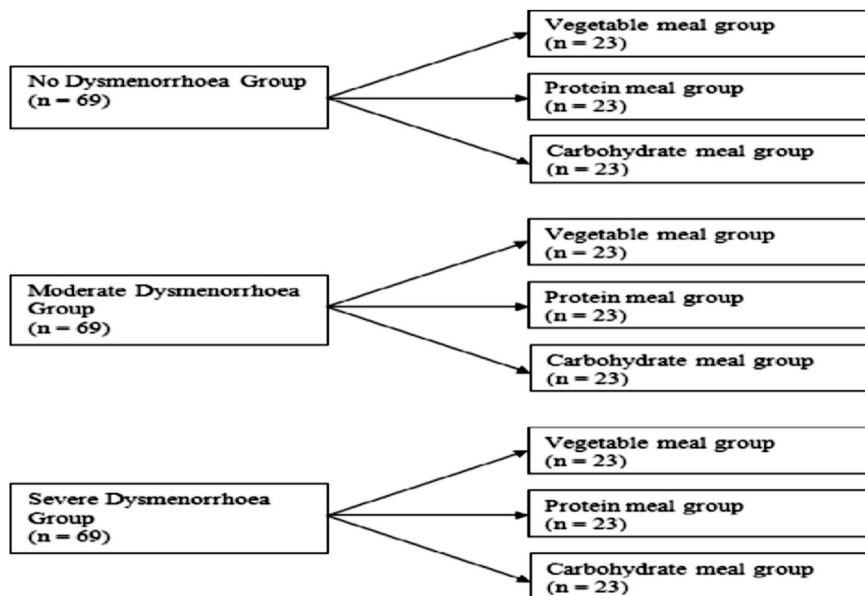 No Dysmenorrhoea Group
(n = 69)
Vegetable meal group
(n = 23)
Protein meal group
(n = 23)
Carbohydrate meal group
(n = 23)
Moderate Dysmenorrhoea
Group
(n = 69)
Vegetable meal group
(n = 23)
Protein meal group
(n = 23)
Carbohydrate meal group
(n = 23)
Severe Dysmenorrhoea
Group
(n = 69)
Vegetable meal group
(n = 23)
Protein meal group
(n = 23)
Carbohydrate meal group
(n = 23)